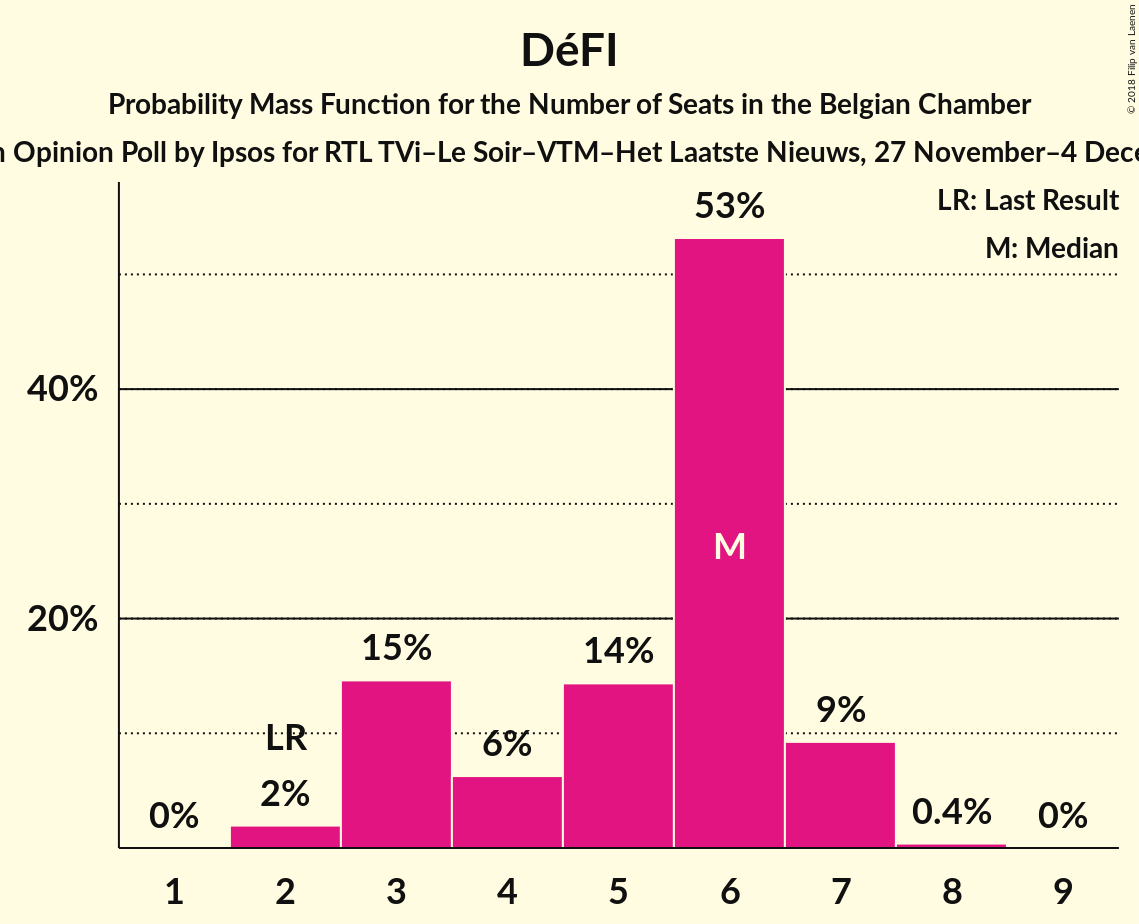 DéFI
Probability Mass Function for the Number of Seats in the Belgian Chamber
Opinion Poll by Ipsos for RTL TVi–Le Soir–VTM–Het Laatste Nieuws, 27 November–4
© 2018 Filip van Laenen
LR: Last Result
M: Median
53%
40%
M
20%
15%
14%
9%
LR
6%
2%
0%
0.4%
0%
1 2 3 4 5 6 7 8 9